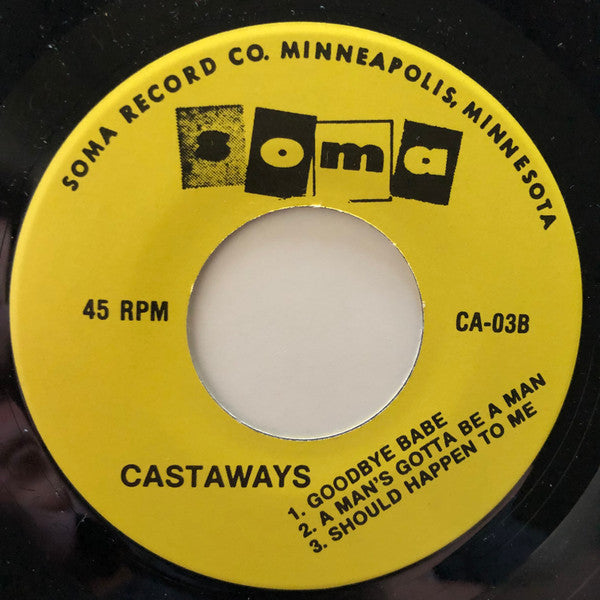 SOMA RECORD CO. MINNEAPOLIS, MINNESOTA
soma
45 RPM
CA-03B
CASTAWAYS
1. GOODBYE BABE
2. A MAN'S GOTTA BE A MAN
3. SHOULD HAPPEN TO ME